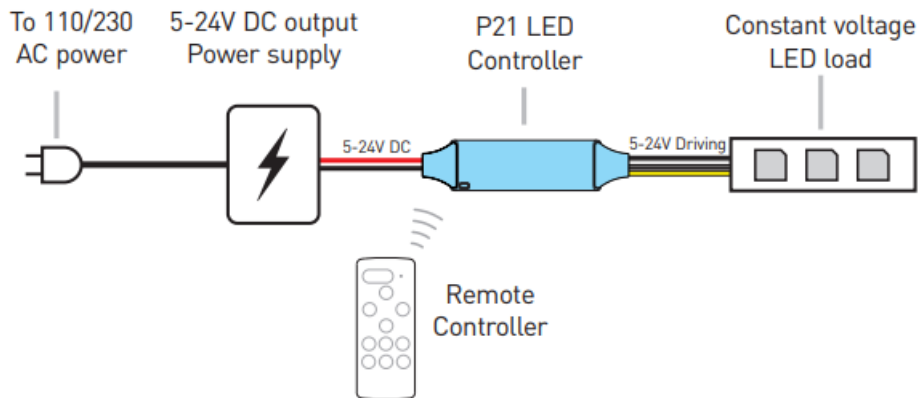 To 110/230
AC power
5-24V DC output
Power supply
P21 LED
Controller
Constant voltage
LED load
5-24V DC
5-24V Driving
Remote
Controller